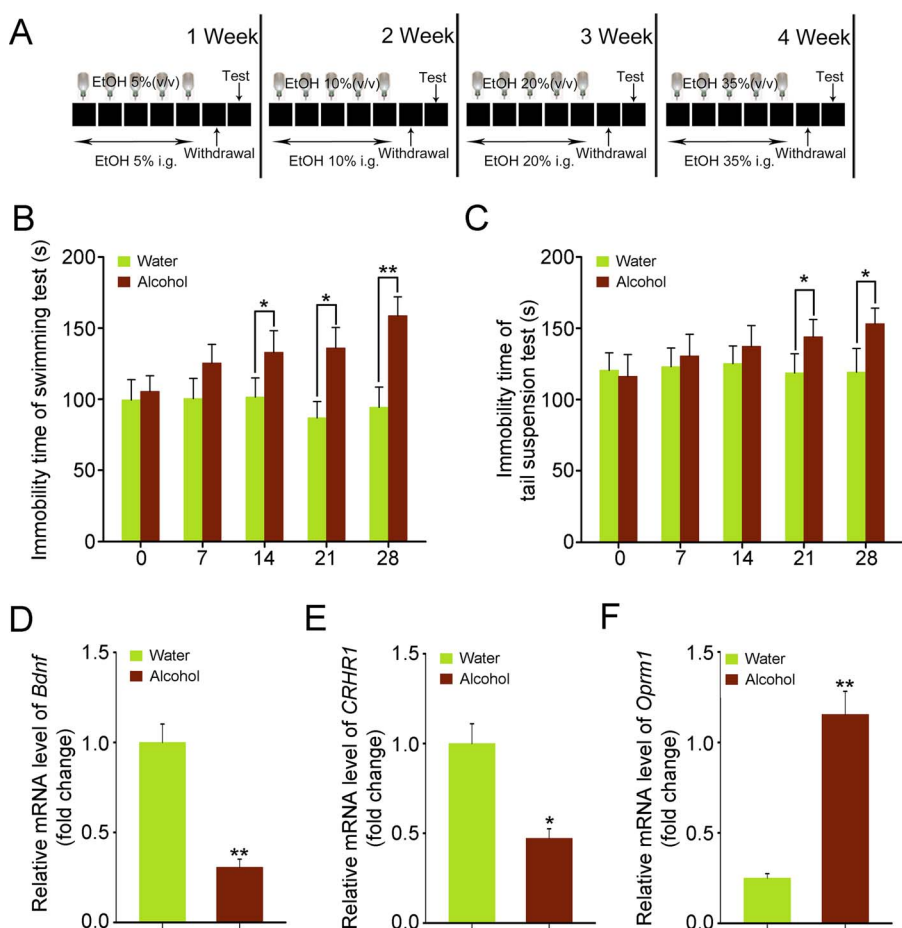 A
1 Week
2 Week
3 Week
4 Week
EtOH 5%(v/v)
Test
EtOH 10%(v/v)
Test
EtOH 20%(v/v)
Test
EtOH 35%(v/v)
Test
EtOH 5% i.g.
Withdrawal
EtOH 10% i.g.
Withdrawal
EtOH 20% i.g.
Withdrawal
EtOH 35% i.g.
Withdrawal
B
Immobility time of swimming test (s)
200
150
100
50
0
Water
Alcohol
*
*
**
0 7 14 21 28
C
Immobility time of
tail suspension test (s)
200
150
100
50
0
Water
Alcohol
*
*
0 7 14 21 28
D
Relative mRNA level of Bdnf
(fold change)
1.5
1.0
0.5
0.0
Water
Alcohol
**
E
Relative mRNA level of CRHR1
(fold change)
1.5
1.0
0.5
0.0
Water
Alcohol
*
F
Relative mRNA level of Oprm1
(fold change)
1.5
1.0
0.5
0.0
Water
Alcohol
**